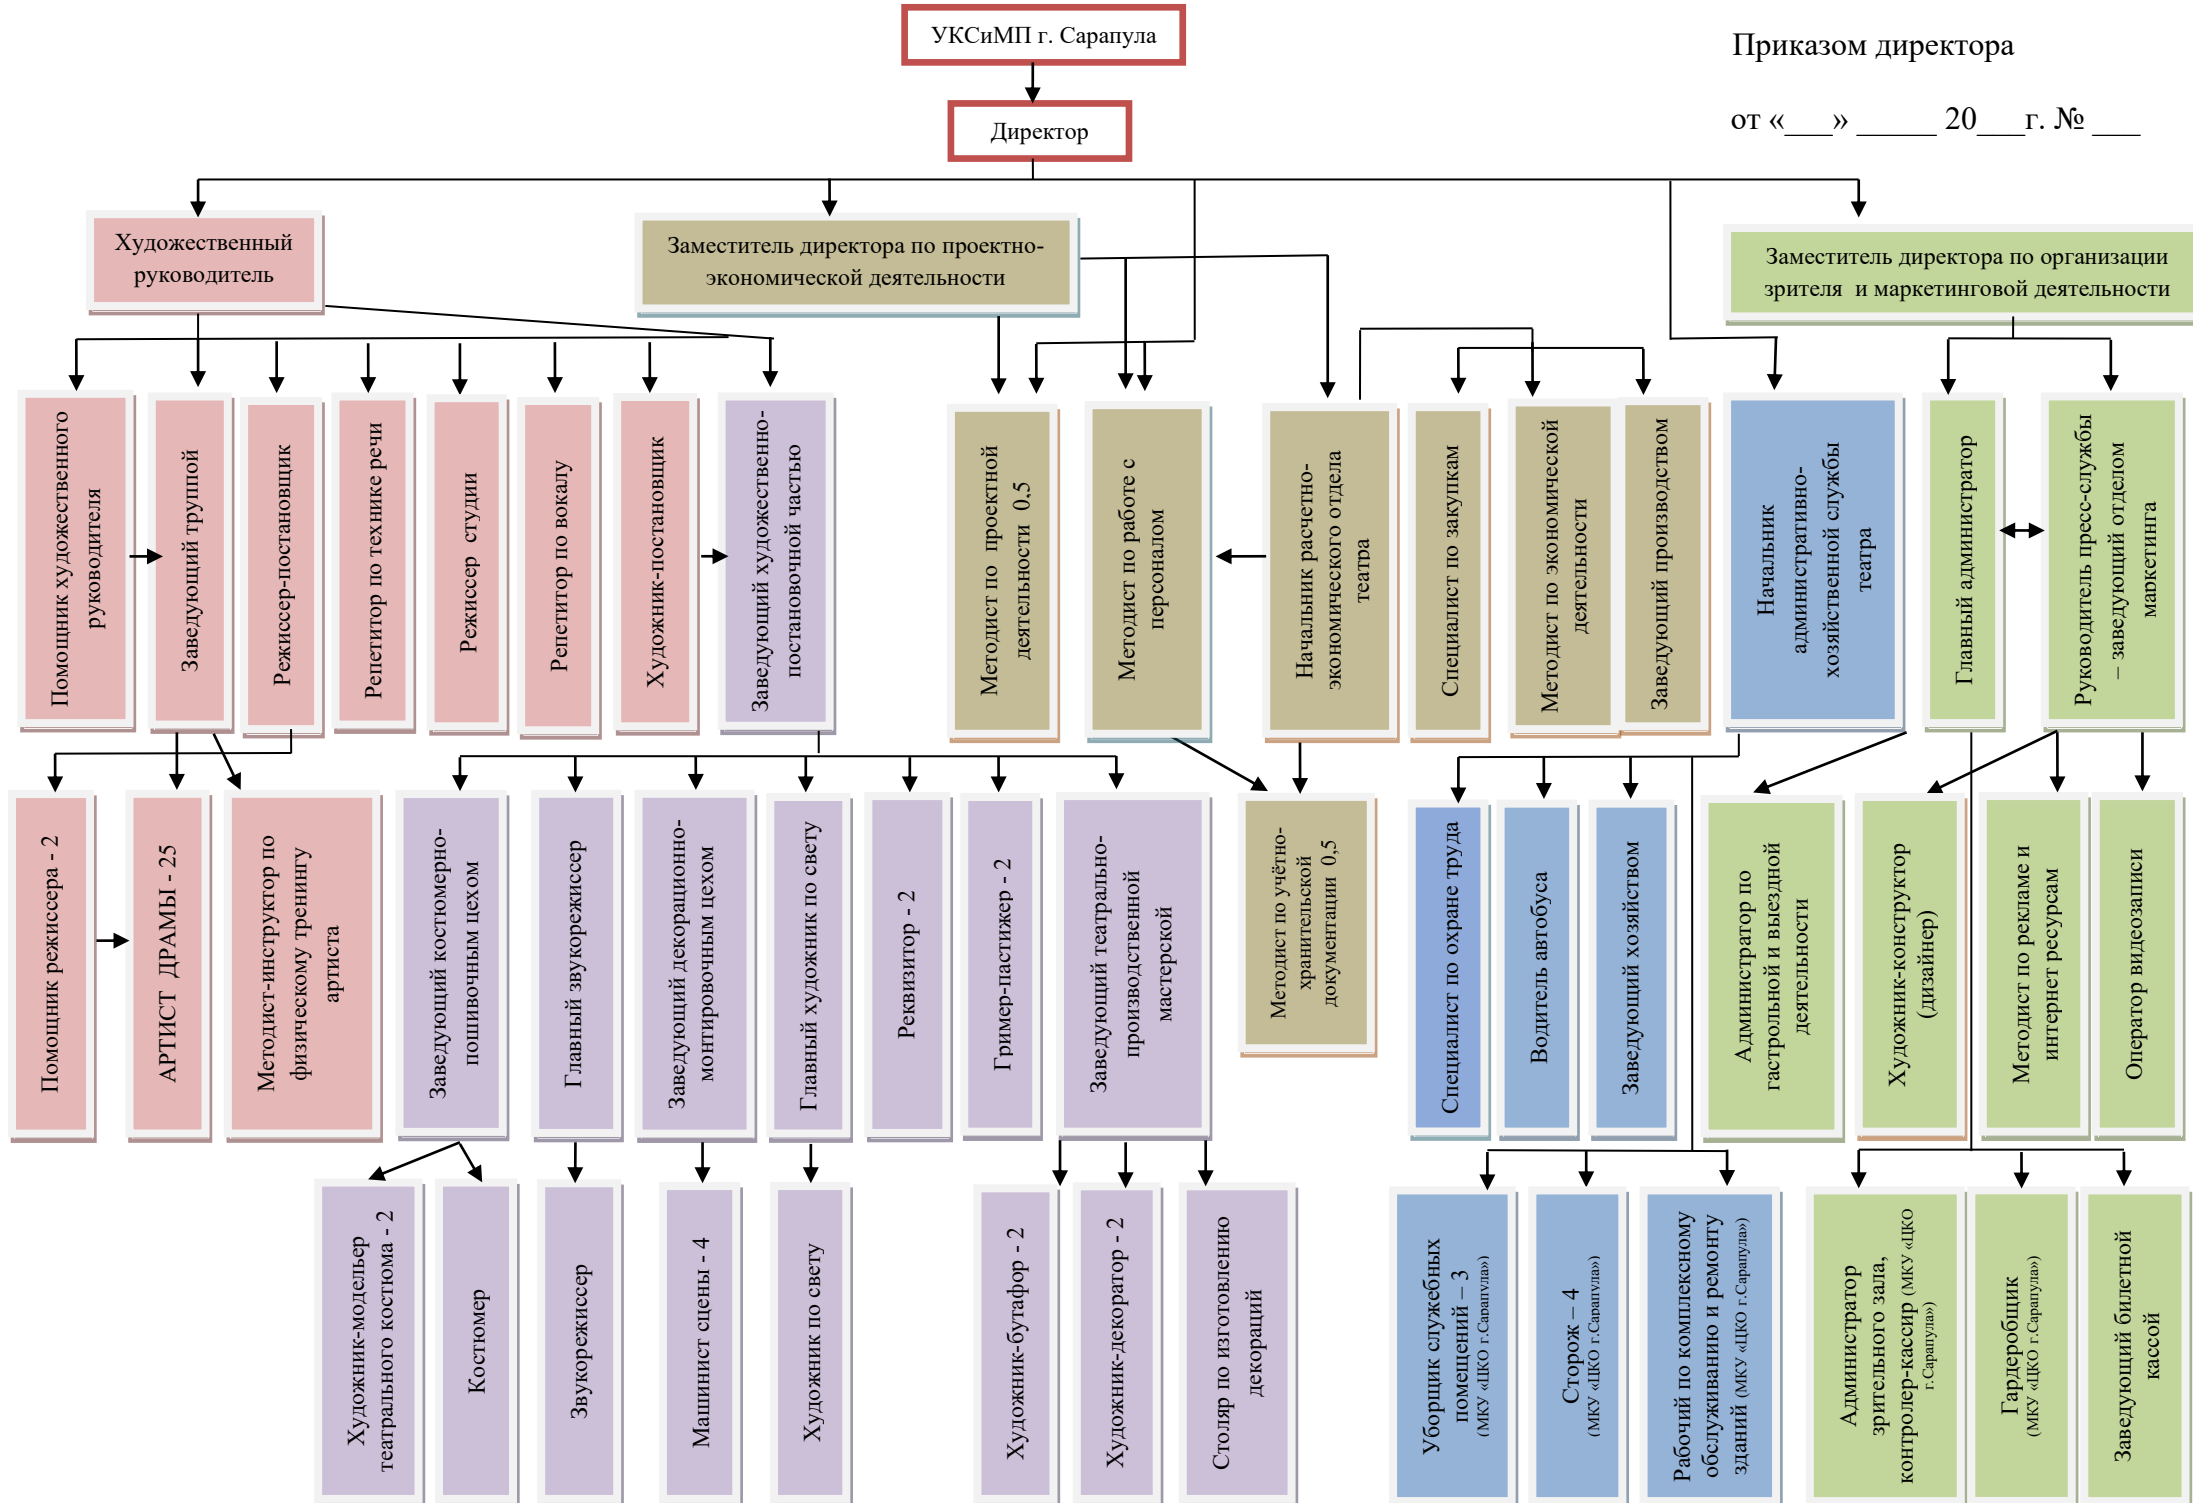 УКСиМП г. Сарапула
Приказом директора
Директор
от «___» _____ 20___г. № ___
Художественный
руководитель
Заместитель директора по проектно-
экономической деятельности
Заместитель директора по организации
зрителя и маркетинговой деятельности
Помощник художественного
руководителя
Заведующий труппой
Режиссер-постановщик
Репетитор по технике речи
Режиссер студии
Репетитор по вокалу
Художник-постановщик
Заведующий художественно-
постановочной частью
Методист по проектной
деятельности 0,5
Методист по работе с
персоналом
Начальник расчетно-
экономического отдела
театра
Специалист по закупкам
Методист по экономической
деятельности
Заведующий производством
Начальник
административно-
хозяйственной службы
театра
Главный администратор
Руководитель пресс-службы
– заведующий отделом
маркетинга
Помощник режиссера - 2
АРТИСТ ДРАМЫ - 25
Методист-инструктор по
физическому тренингу
артиста
Заведующий костюмерно-
пошивочным цехом
Главный звукорежиссер
Заведующий декорационно-
монтировочным цехом
Главный художник по свету
Реквизитор - 2
Гример-пастижер - 2
Заведующий театрально-
производственной
мастерской
Методист по учётно-
хранительской
документации 0,5
Специалист по охране труда
Водитель автобуса
Заведующий хозяйством
Администратор по
гастрольной и выездной
деятельности
Художник-конструктор
(дизайнер)
Методист по рекламе и
интернет ресурсам
Оператор видеозаписи
Художник-модельер
театрального костюма - 2
Костюмер
Звукорежиссер
Машинист сцены - 4
Художник по свету
Художник-бутафор - 2
Художник-декоратор - 2
Столяр по изготовлению
декораций
Уборщик служебных
помещений – 3
(МКУ «ЦКО г.Сарапула»)
Сторож – 4
(МКУ «ЦКО г.Сарапула»)
Рабочий по комплексному
обслуживанию и ремонту
зданий (МКУ «ЦКО г.Сарапула»)
Администратор
зрительного зала,
контролер-кассир (МКУ «ЦКО
г.Сарапула»)
Гардеробщик
(МКУ «ЦКО г.Сарапула»)
Заведующий билетной
кассой